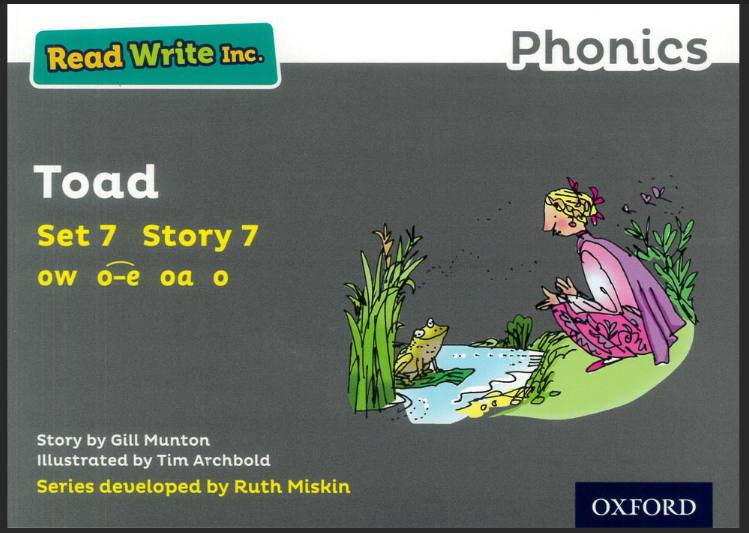 Read Write Inc.
Phonics
Toad
Set 7 Story 7
ow o-e oa o
Story by Gill Munton
Illustrated by Tim Archbold
Series developed by Ruth Miskin
OXFORD